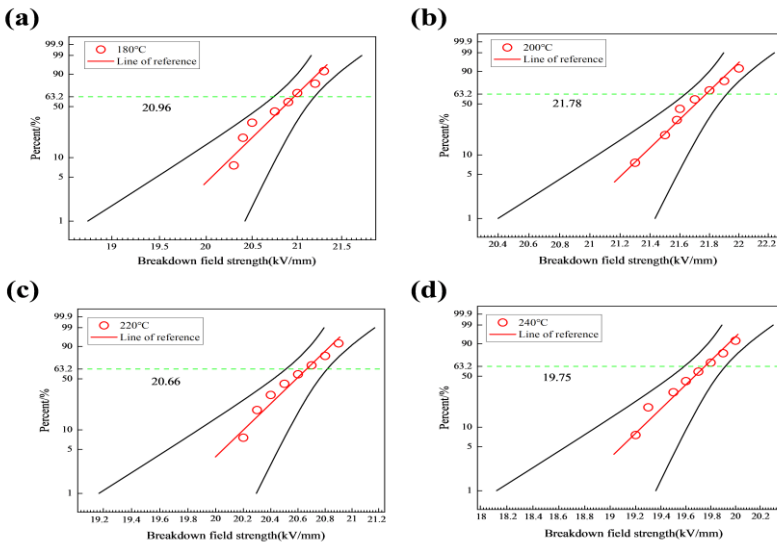 (a)
99.9
99
90
63.2
50
10
5
1
Percent/%
180℃
Line of reference
20.96
19 19.5 20 20.5 21 21.5
Breakdown field strength(kV/mm)
(b)
99.9
99
90
63.2
50
10
5
1
Percent/%
200℃
Line of reference
21.78
20.4 20.6 20.8 21 21.2 21.4 21.6 21.8 22 22.2
Breakdown field strength(kV/mm)
(c)
99.9
99
90
63.2
50
10
5
1
Percent/%
220℃
Line of reference
20.66
19.2 19.4 19.6 19.8 20 20.2 20.4 20.6 20.8 21 21.2
Breakdown field strength(kV/mm)
(d)
99.9
99
90
63.2
50
10
5
1
Percent/%
240℃
Line of reference
19.75
18 18.2 18.4 18.6 18.8 19 19.2 19.4 19.6 19.8 20 20.2
Breakdown field strength(kV/mm)